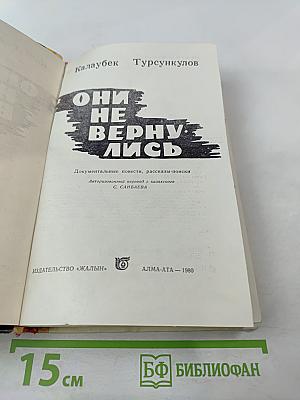 Калаубек Турсункулов
ОНИ
НЕ
ВЕРНУ-
ЛИСЬ
Документальные повести, рассказы-поиски
Авторизованный перевод с казахского
С. САНБАЕВА
ИЗДАТЕЛЬСТВО «ЖАЛЫН»
АЛМА-АТА — 1980
15 см
БФ БИБЛИОФАН